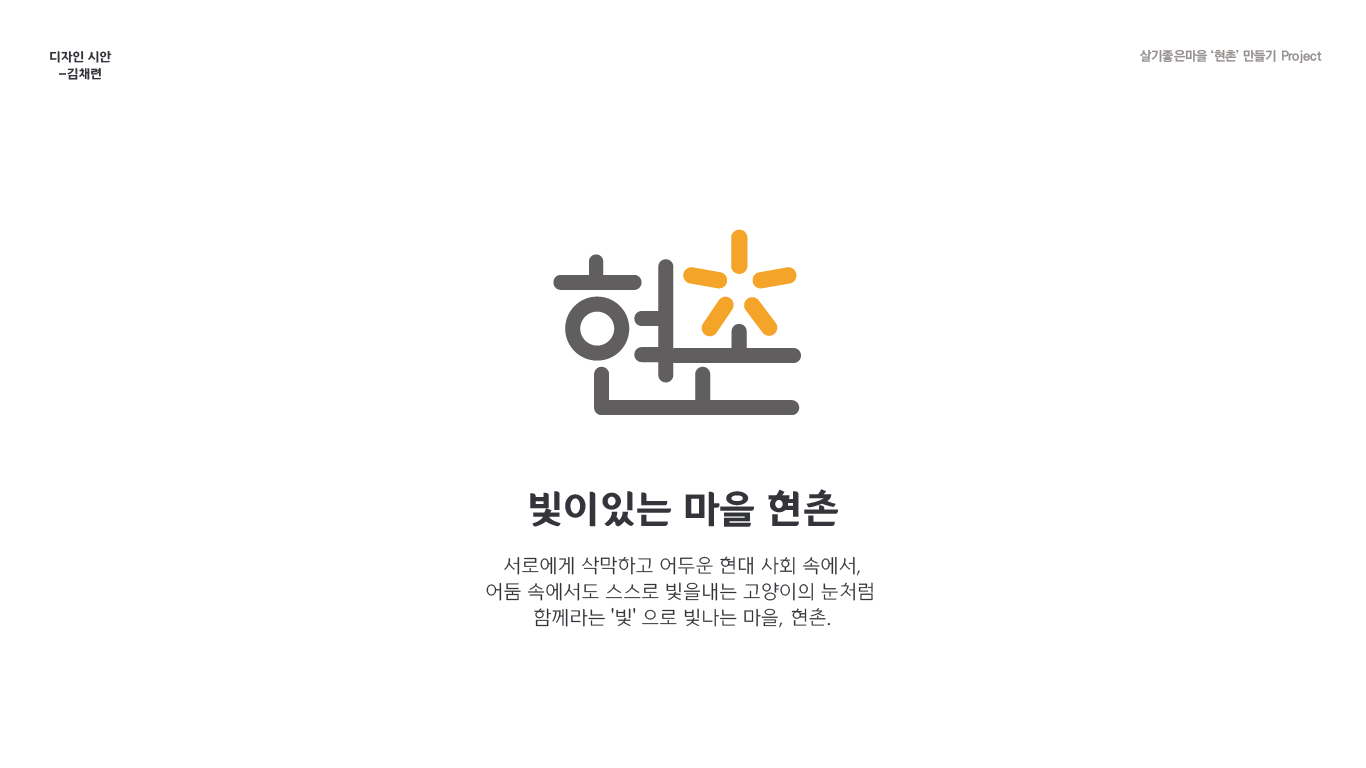 디자인 시안
-김채련
살기좋은마을 '현촌' 만들기 Project
현촌
빛이있는 마을 현촌
서로에게 삭막하고 어두운 현대 사회 속에서,
어둠 속에서도 스스로 빛을내는 고양이의 눈처럼
함께라는 '빛' 으로 빛나는 마을, 현촌.